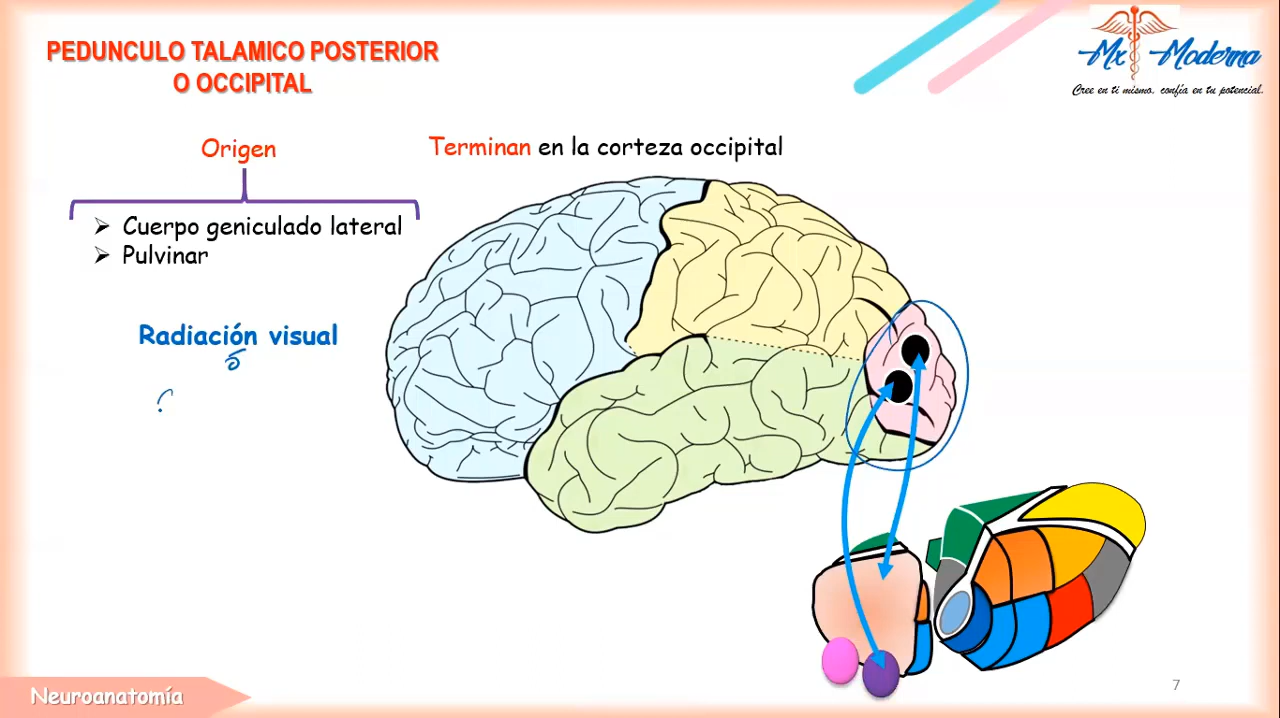 PEDUNCULO TALAMICO POSTERIOR
O OCCIPITAL
Mx Moderna
Cree en ti mismo, confía en tu potencial.
Origen
Terminan en la corteza occipital
➢ Cuerpo geniculado lateral
➢ Pulvinar
Radiación visual
Neuroanatomía
7